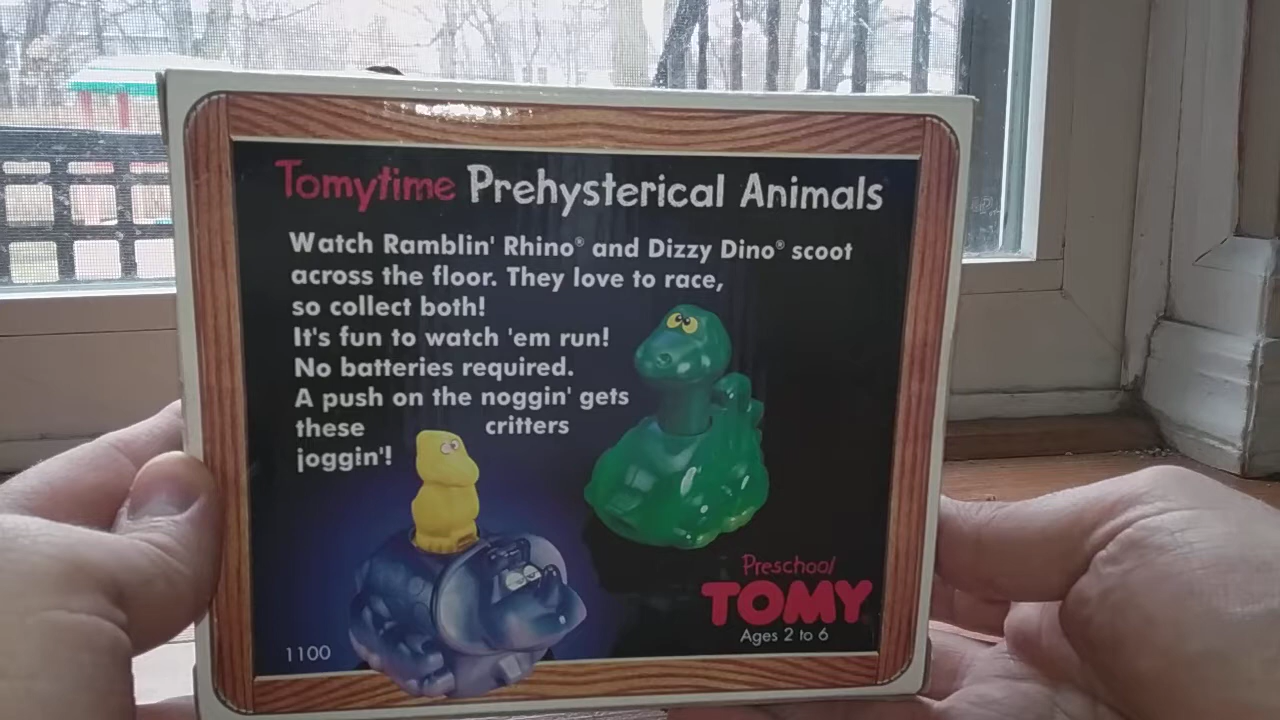 Tomytime Prehysterical Animals
Watch Ramblin' Rhino® and Dizzy Dino® scoot
across the floor. They love to race,
so collect both!
It's fun to watch 'em run!
No batteries required.
A push on the noggin' gets
these critters
joggin'!
Preschool
TOMY
Ages 2 to 6
1100